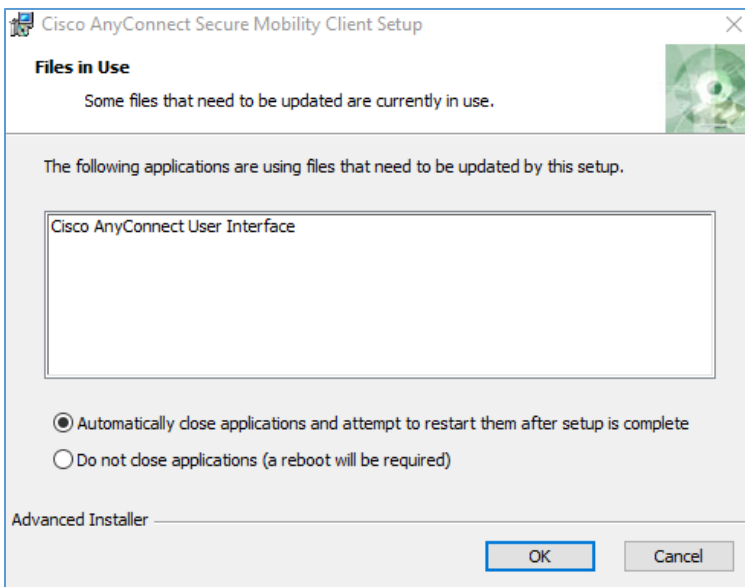 Cisco AnyConnect Secure Mobility Client Setup
Files in Use
Some files that need to be updated are currently in use.
The following applications are using files that need to be updated by this setup.
Cisco AnyConnect User Interface
Automatically close applications and attempt to restart them after setup is complete
Do not close applications (a reboot will be required)
Advanced Installer
OK
Cancel